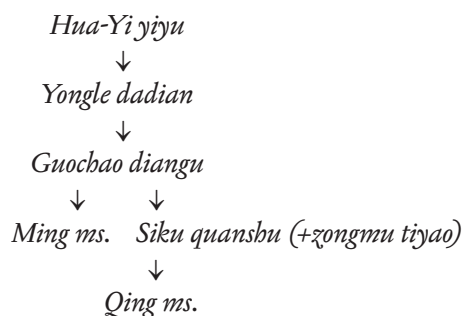 Hua-Yi yiyu
↓
Yongle dadian
↓
Guochao diangu
↓ ↓
Ming ms. Siku quanshu (+zongmu tiyao)
↓
Qing ms.